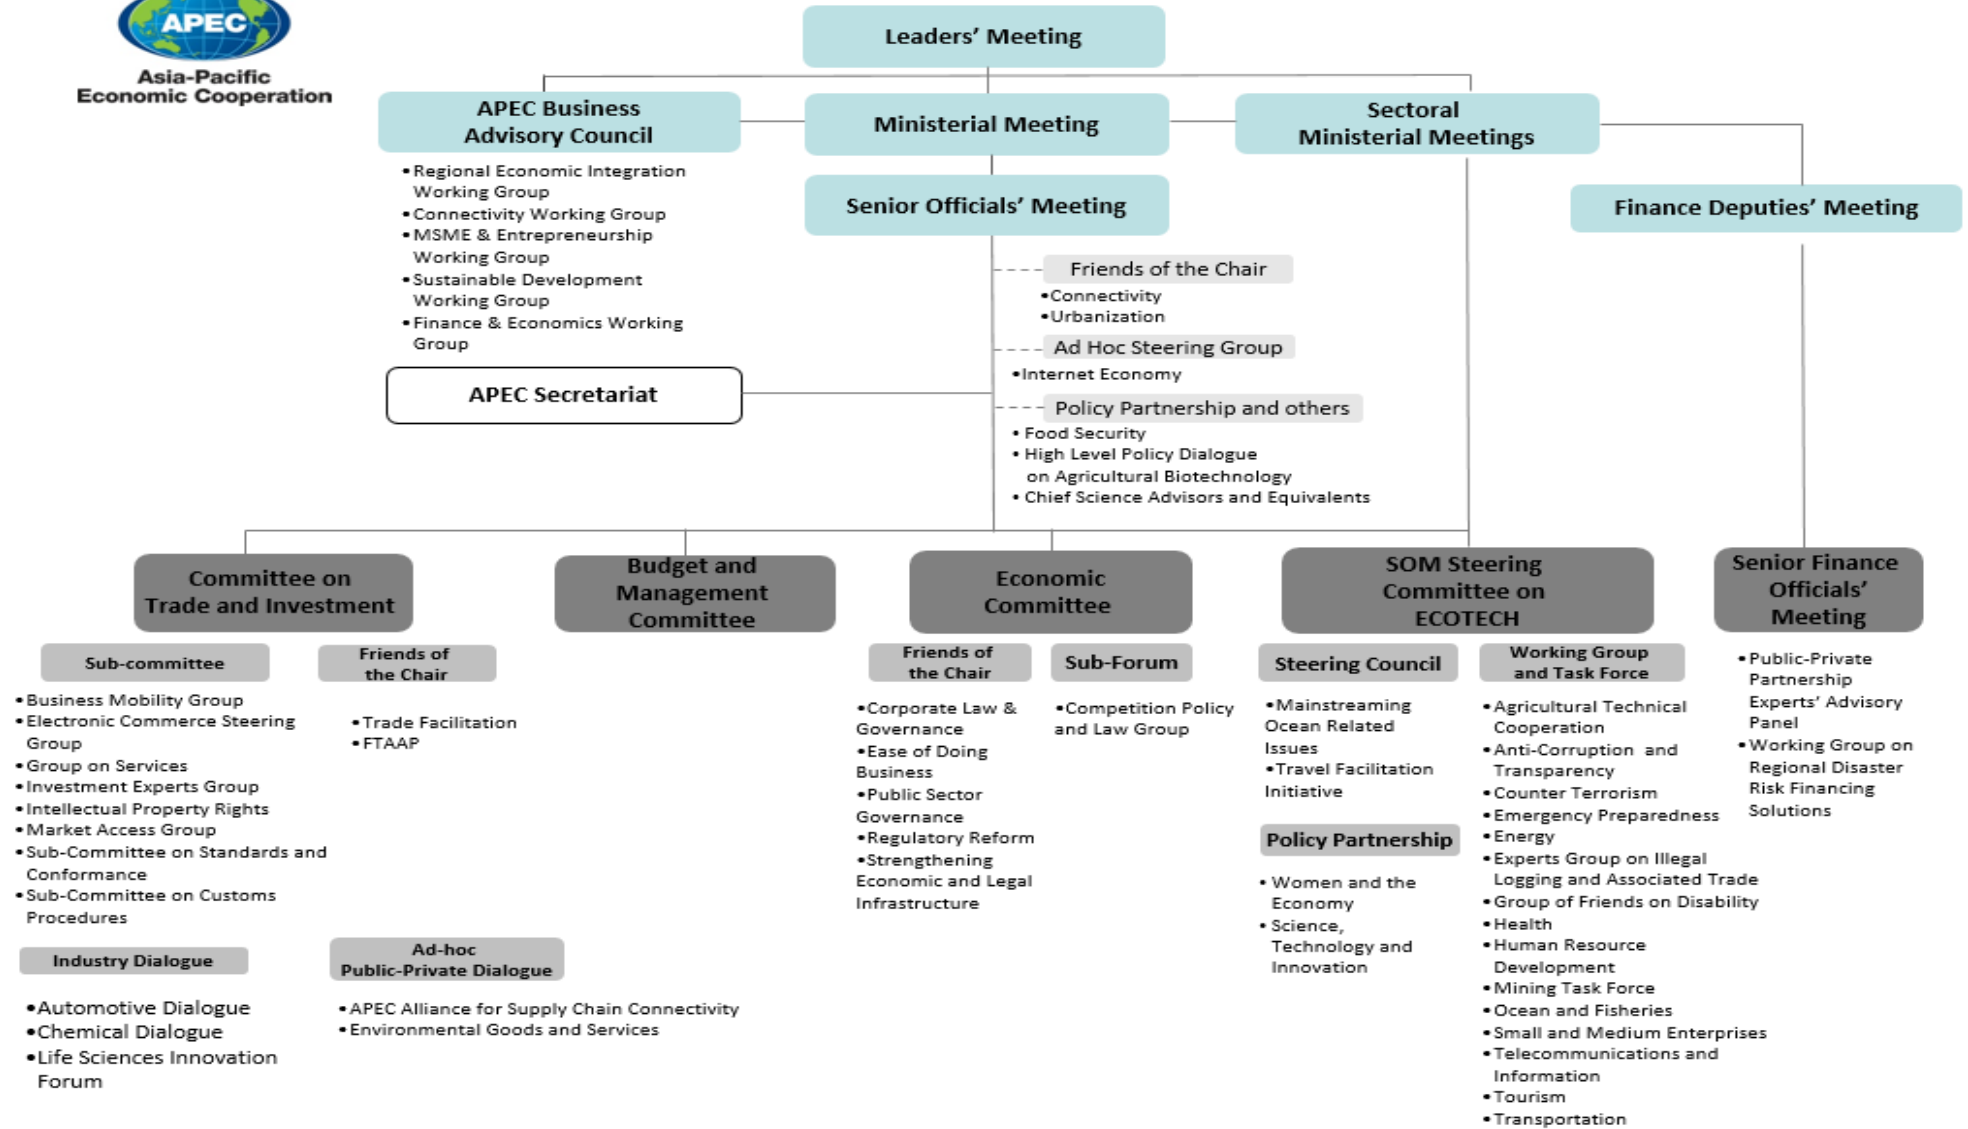 APEC
Asia-Pacific
Economic Cooperation
Leaders' Meeting
APEC Business
Advisory Council
Ministerial Meeting
Sectoral
Ministerial Meetings
•Regional Economic Integration
Working Group
•Connectivity Working Group
•MSME & Entrepreneurship
Working Group
•Sustainable Development
Working Group
•Finance & Economics Working
Group
Senior Officials' Meeting
Finance Deputies' Meeting
Friends of the Chair
•Connectivity
•Urbanization
Ad Hoc Steering Group
•Internet Economy
APEC Secretariat
Policy Partnership and others
• Food Security
• High Level Policy Dialogue
on Agricultural Biotechnology
• Chief Science Advisors and Equivalents
Committee on
Trade and Investment
Budget and
Management
Committee
Economic
Committee
SOM Steering
Committee on
ECOTECH
Senior Finance
Officials'
Meeting
Sub-committee
•Business Mobility Group
•Electronic Commerce Steering
Group
•Group on Services
•Investment Experts Group
•Intellectual Property Rights
•Market Access Group
•Sub-Committee on Standards and
Conformance
•Sub-Committee on Customs
Procedures
Friends of
the Chair
•Trade Facilitation
•FTAAP
Industry Dialogue
•Automotive Dialogue
•Chemical Dialogue
•Life Sciences Innovation
Forum
Ad-hoc
Public-Private Dialogue
•APEC Alliance for Supply Chain Connectivity
•Environmental Goods and Services
Friends of
the Chair
•Corporate Law &
Governance
•Ease of Doing
Business
•Public Sector
Governance
•Regulatory Reform
•Strengthening
Economic and Legal
Infrastructure
Sub-Forum
•Competition Policy
and Law Group
Steering Council
•Mainstreaming
Ocean Related
Issues
•Travel Facilitation
Initiative
Policy Partnership
• Women and the
Economy
• Science,
Technology and
Innovation
Working Group
and Task Force
•Agricultural Technical
Cooperation
•Anti-Corruption and
Transparency
•Counter Terrorism
•Emergency Preparedness
•Energy
•Experts Group on Illegal
Logging and Associated Trade
•Group of Friends on Disability
•Health
•Human Resource
Development
•Mining Task Force
•Ocean and Fisheries
•Small and Medium Enterprises
•Telecommunications and
Information
•Tourism
•Transportation
•Public-Private
Partnership
Experts' Advisory
Panel
•Working Group on
Regional Disaster
Risk Financing
Solutions